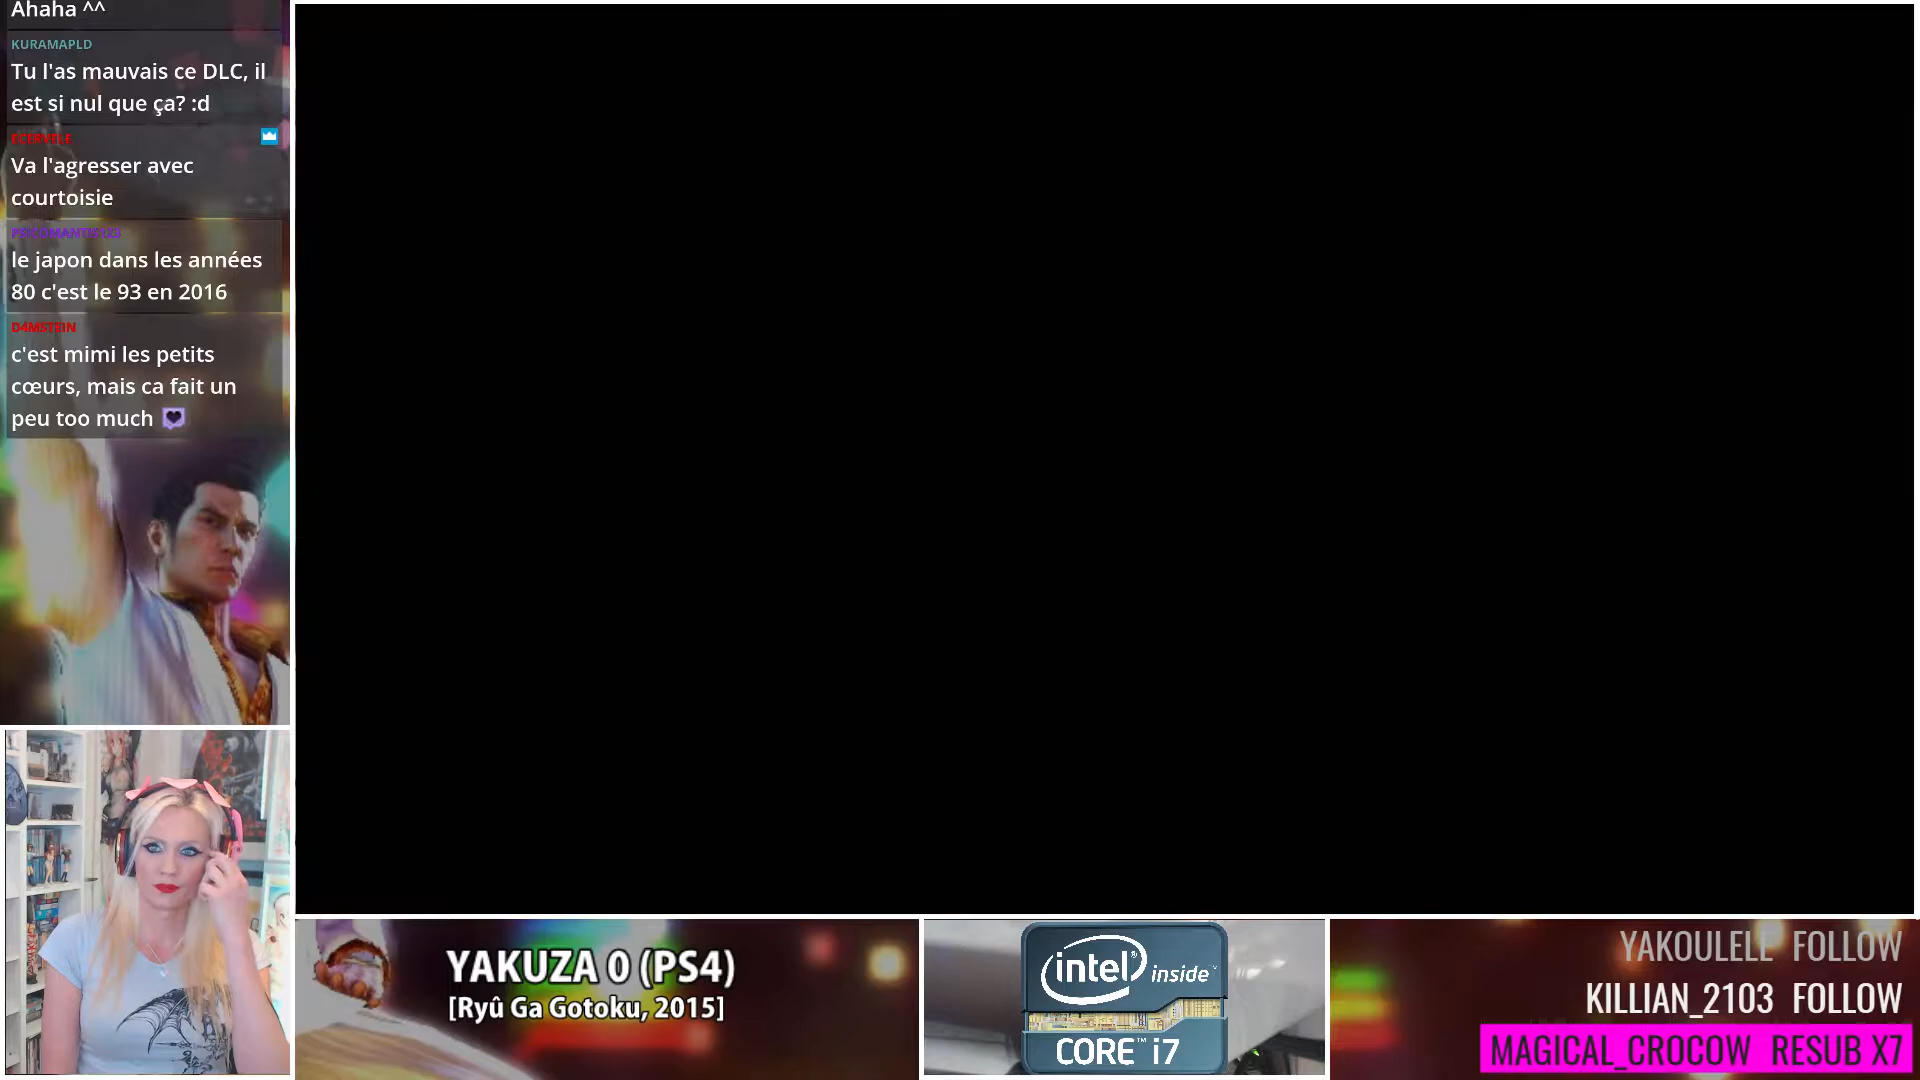 Ahaha ^^
KURAMAPLD
Tu l'as mauvais ce DLC, il
est si nul que ça? :d
ECERVELE
Va l'agresser avec
courtoisie
le japon dans les années
80 c'est le 93 en 2016
D4MSTEIN
c'est mimi les petits
cœurs, mais ca fait un
peu too much
YAKUZA 0 (PS4)
[Ryû Ga Gotoku, 2015]
intel® inside™
CORE™ i7
YAKOULELE FOLLOW
KILLIAN_2103 FOLLOW
MAGICAL_CROCOW RESUB X7